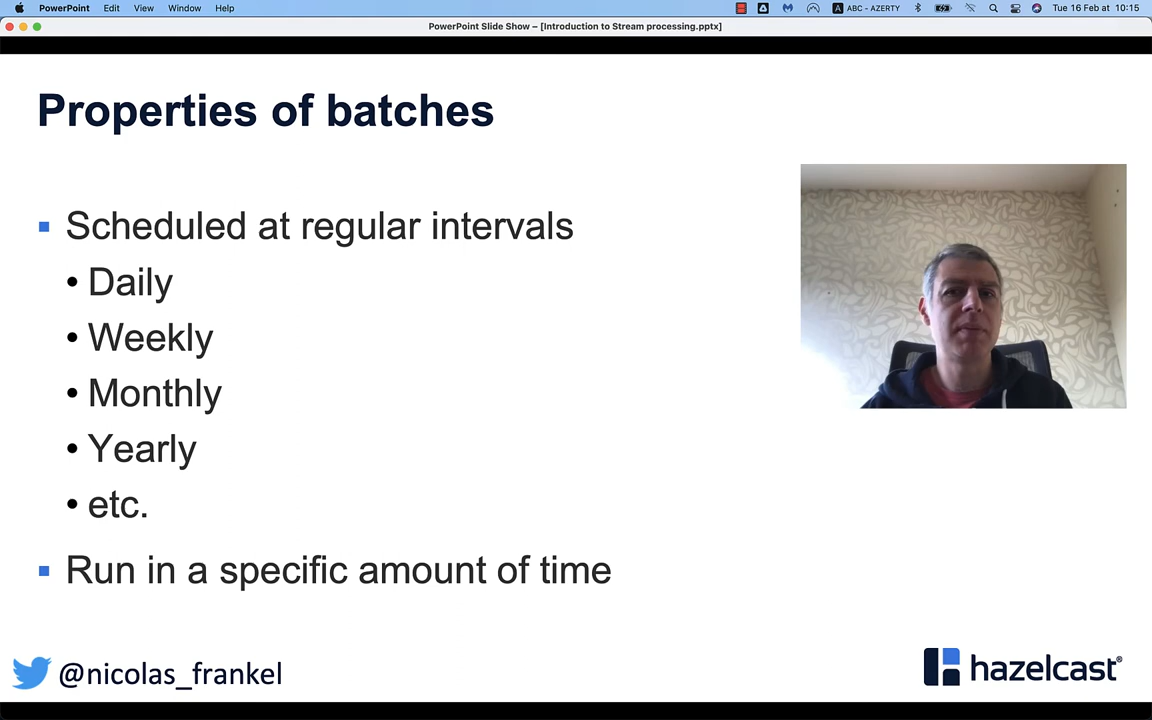 PowerPoint Edit View Window Help
ABC - AZERTY
Tue 16 Feb at 10:15
PowerPoint Slide Show – [Introduction to Stream processing.pptx]
Properties of batches
Scheduled at regular intervals
• Daily
• Weekly
• Monthly
• Yearly
• etc.
Run in a specific amount of time
@nicolas_frankel
hazelcast®